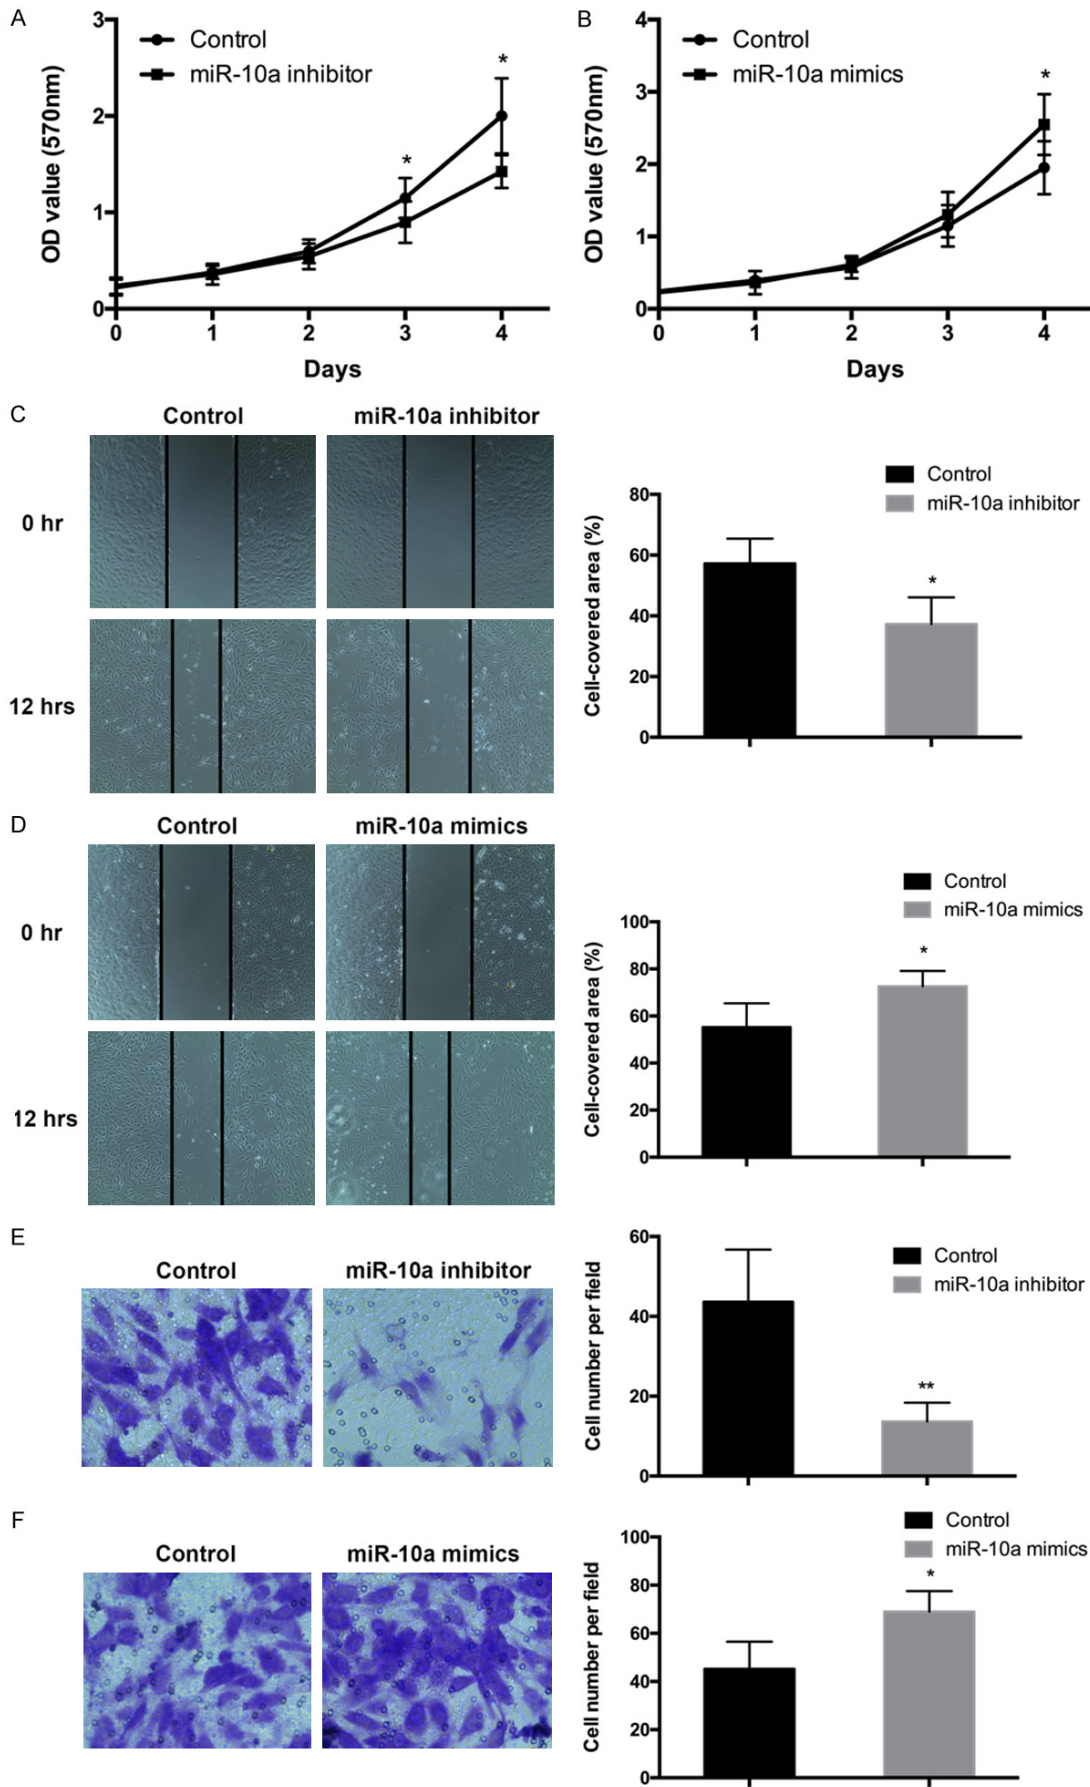 A
3
Control
miR-10a inhibitor
*
*
2
1
0
OD value (570nm)
0 1 2 3 4
Days
B
4
Control
miR-10a mimics
*
3
2
1
0
OD value (570nm)
0 1 2 3 4
Days
C
Control miR-10a inhibitor
0 hr
12 hrs
Control
miR-10a inhibitor
80
60
40
20
0
Cell-covered area (%)
*
D
Control miR-10a mimics
0 hr
12 hrs
Control
miR-10a mimics
100
80
60
40
20
0
Cell-covered area (%)
*
E
Control miR-10a inhibitor
60
40
20
0
Cell number per field
Control
miR-10a inhibitor
**
F
Control miR-10a mimics
Control
miR-10a mimics
100
80
60
40
20
0
Cell number per field
*